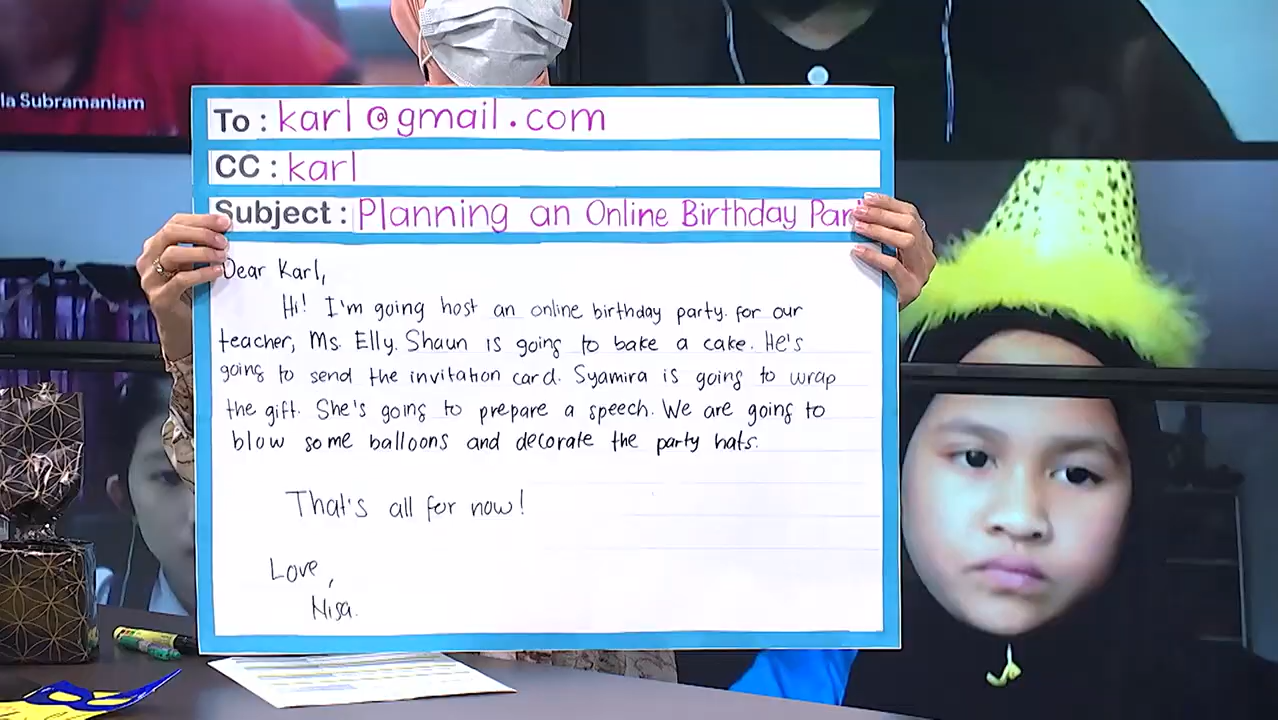 la Subramaniam
To : karl@gmail.com
CC : karl
Subject : Planning an Online Birthday
Dear Karl,
Hi! I'm going host an online birthday party. for our
teacher, Ms. Elly. Shaun is going to bake a cake. He's
going to send the invitation card. Syamira is going to wrap
the gift. She's going to prepare a speech. We are going to
blow some balloons and decorate the party hats.
That's all for now!
Love,
Nisa.